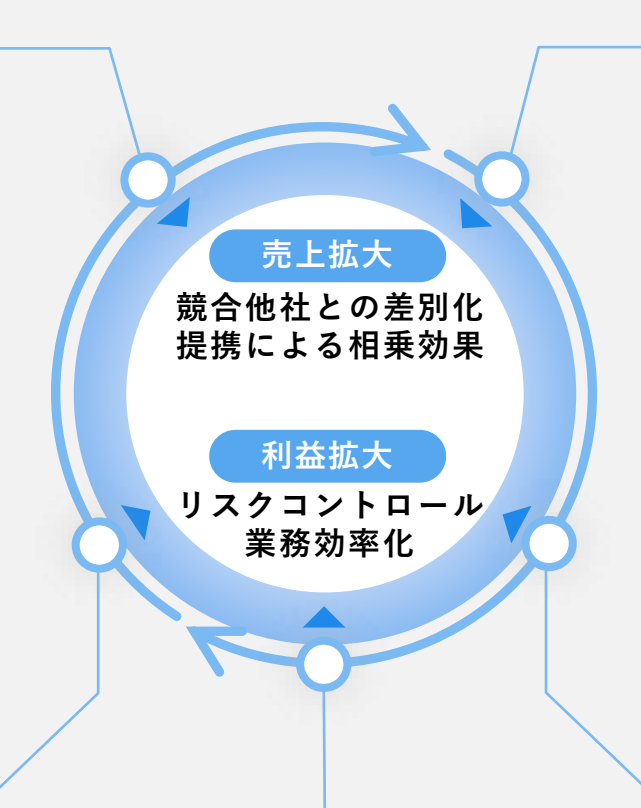 売上拡大
競合他社との差別化
提携による相乗効果
利益拡大
リスクコントロール
業務効率化